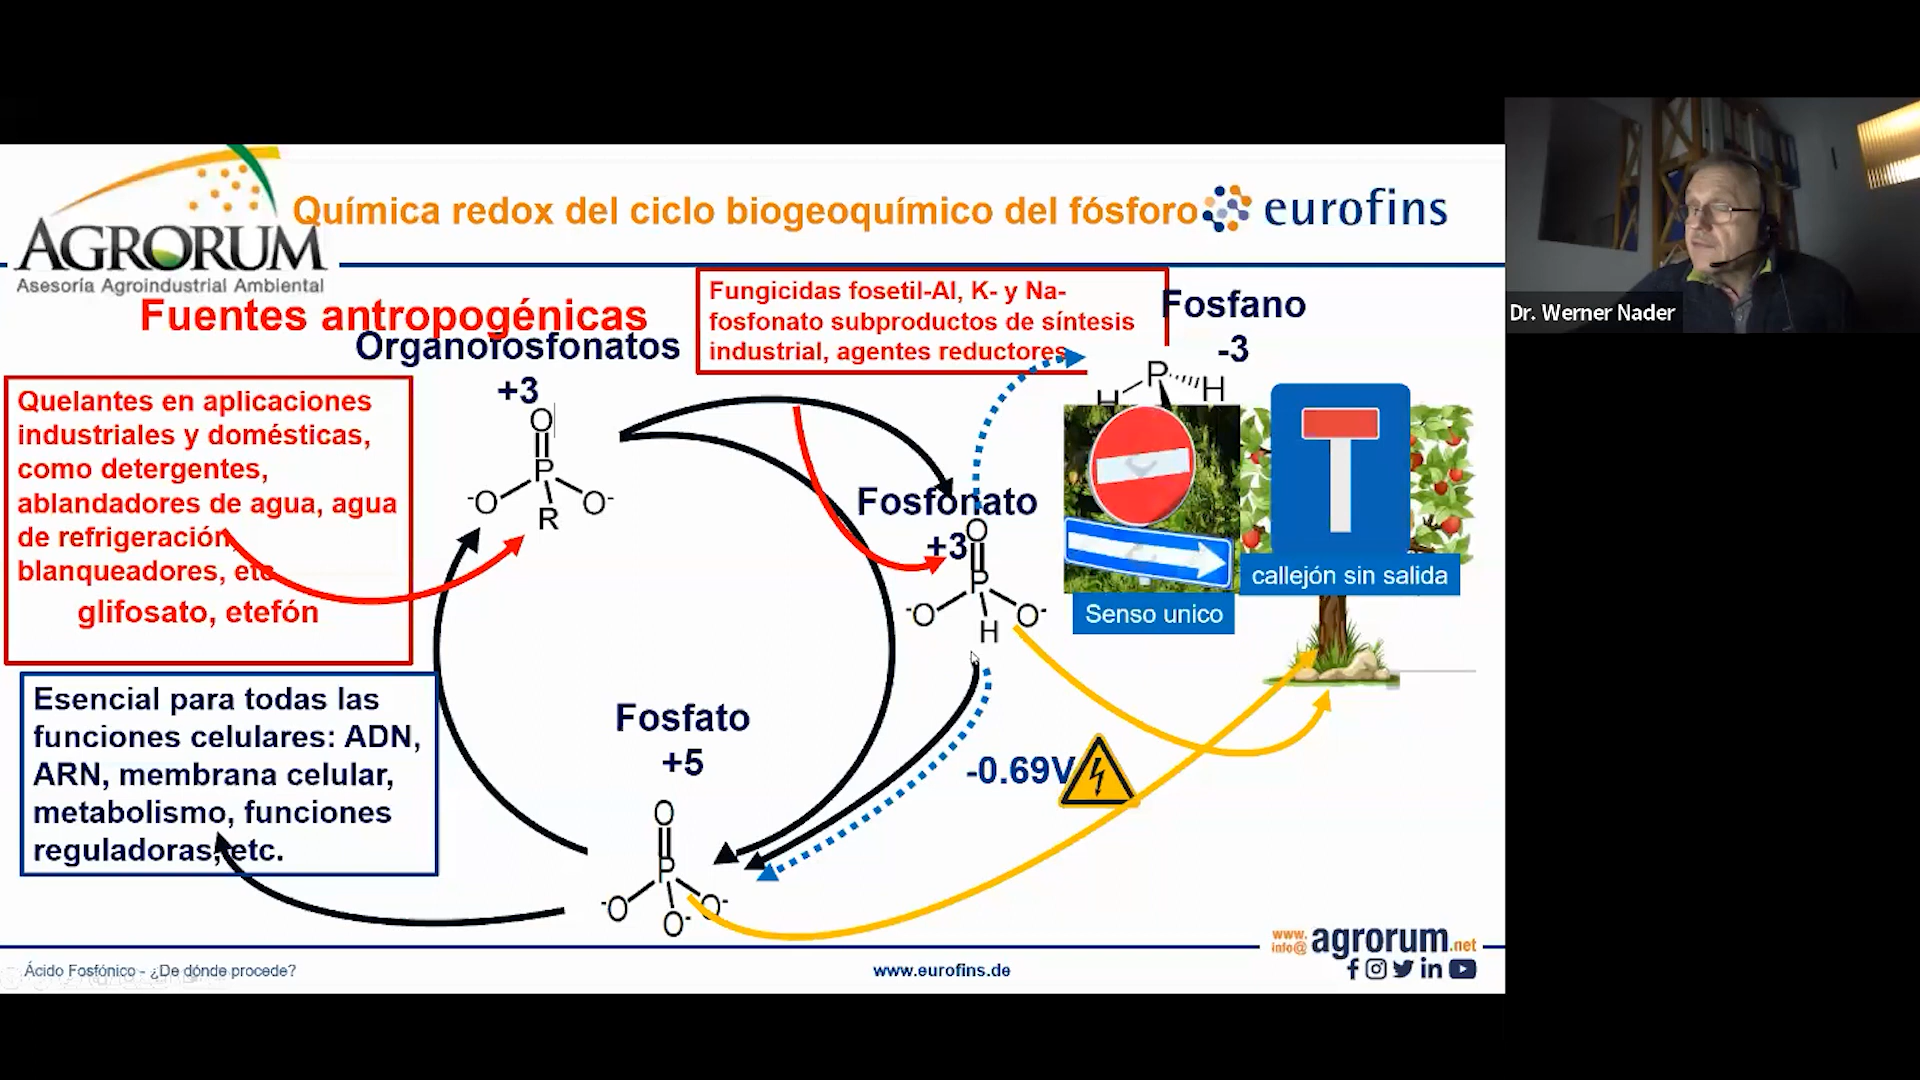 AGRORUM
Asesoría Agroindustrial Ambiental
Química redox del ciclo biogeoquímico del fósforo
eurofins
Dr. Werner Nader
Fuentes antropogénicas
Organofosfonatos
+3
O
P
-O
O-
R
Fungicidas fosetil-Al, K- y Na-
fosfonato subproductos de síntesis
industrial, agentes reductores
Fosfano
-3
P
H
H
Quelantes en aplicaciones
industriales y domésticas,
como detergentes,
ablandadores de agua, agua
de refrigeración,
blanqueadores, etc
glifosato, etefón
Fosfonato
+3
O
P
-O
O-
H
callejón sin salida
Senso unico
Esencial para todas las
funciones celulares: ADN,
ARN, membrana celular,
metabolismo, funciones
reguladoras, etc.
Fosfato
+5
O
P
-O
O-
O-
-0.69V
www.
info@
agrorum.net
Ácido Fosfónico - ¿De dónde procede?
www.eurofins.de